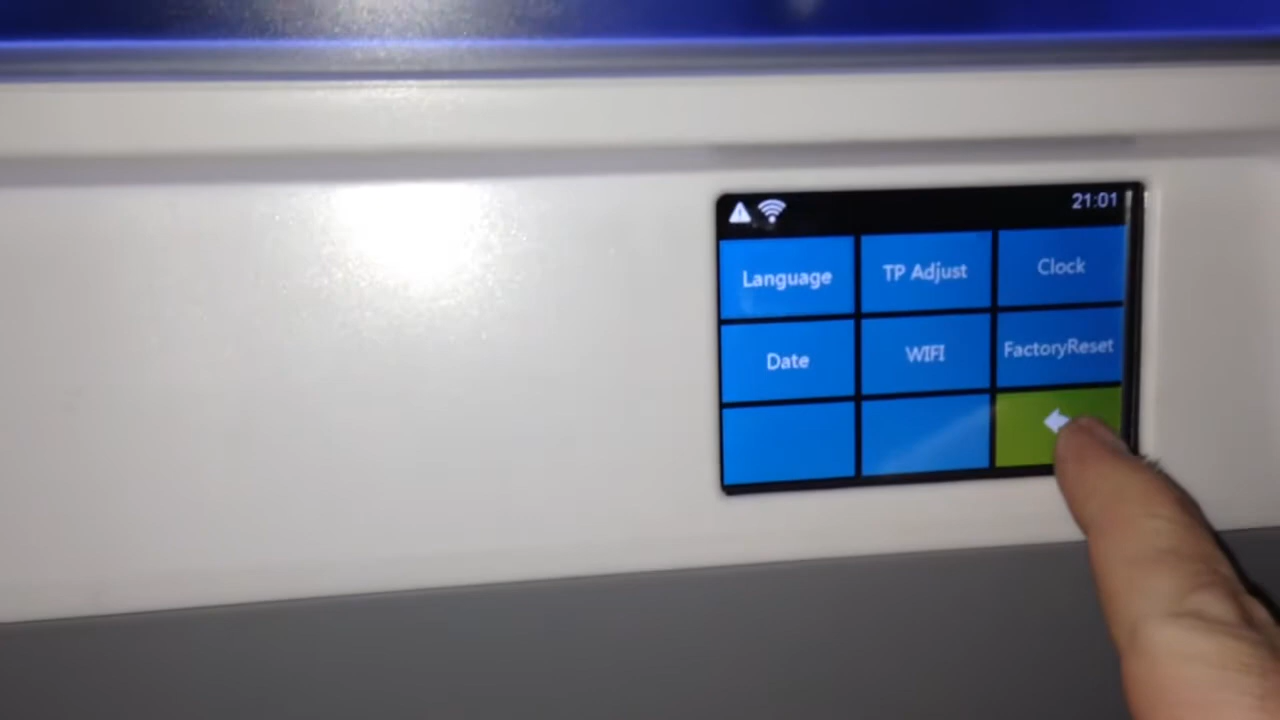 21:01
Language
TP Adjust
Clock
Date
WIFI
FactoryReset